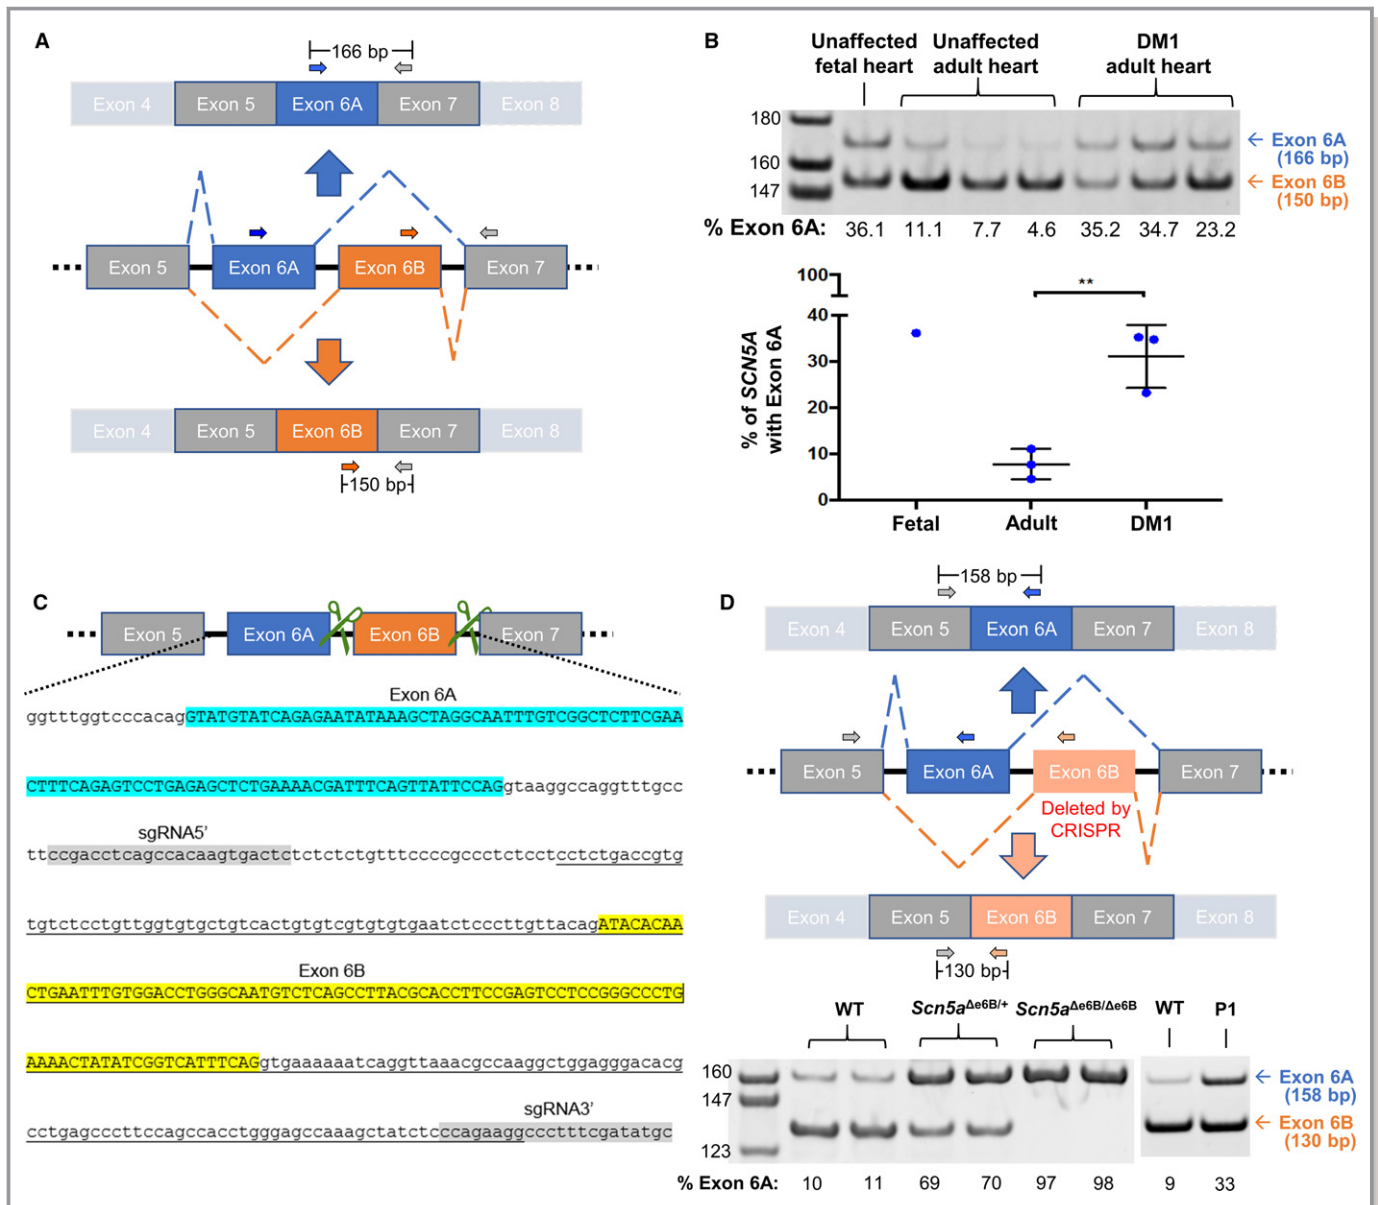 A
166 bp
Exon 4 Exon 5 Exon 6A Exon 7 Exon 8
Exon 5 Exon 6A Exon 6B Exon 7
Exon 4 Exon 5 Exon 6B Exon 7 Exon 8
150 bp
B
Unaffected fetal heart
Unaffected adult heart
DM1 adult heart
180
160
147
← Exon 6A
(166 bp)
← Exon 6B
(150 bp)
% Exon 6A: 36.1 11.1 7.7 4.6 35.2 34.7 23.2
% of SCN5A
with Exon 6A
100
40
30
20
10
0
**
Fetal Adult DM1
C
Exon 5 Exon 6A Exon 6B Exon 7
Exon 6A
ggtttggtcccacagGTATGTATCAGAGAATATAAAGCTAGGCAATTTGTCGGCTCTTCGAA
CTTTCAGAGTCCTGAGAGCTCTGAAAACGATTTCAGTTATTCCAGgtaaggccaggtttgcc
sgRNA5’
ttccgacctcagccacaagtgactctctctctgtttccccgccctctcctcctctgaccgtg
tgtctcctgttggtgtgctgtcactgtgtcgtgtgtgaatctcccttgttacagATACACAA
Exon 6B
CTGAATTTGTGGACCTGGGCAATGTCTCAGCCTTACGCACCTTCCGAGTCCTCCGGGCCCTG
AAAACTATATCGGTCATTTCAGgtgaaaaaatcaggttaaacgccaaggctggagggacacg
sgRNA3’
cctgagcccttccagccacctgggagccaaagctatctcccagaaggccctttcgatatgc
D
158 bp
Exon 4 Exon 5 Exon 6A Exon 7 Exon 8
Exon 5 Exon 6A Exon 6B Exon 7
Deleted by
CRISPR
Exon 4 Exon 5 Exon 6B Exon 7 Exon 8
130 bp
WT Scn5aΔe6B/+ Scn5aΔe6B/Δe6B WT P1
160
147
123
← Exon 6A
(158 bp)
← Exon 6B
(130 bp)
% Exon 6A: 10 11 69 70 97 98 9 33